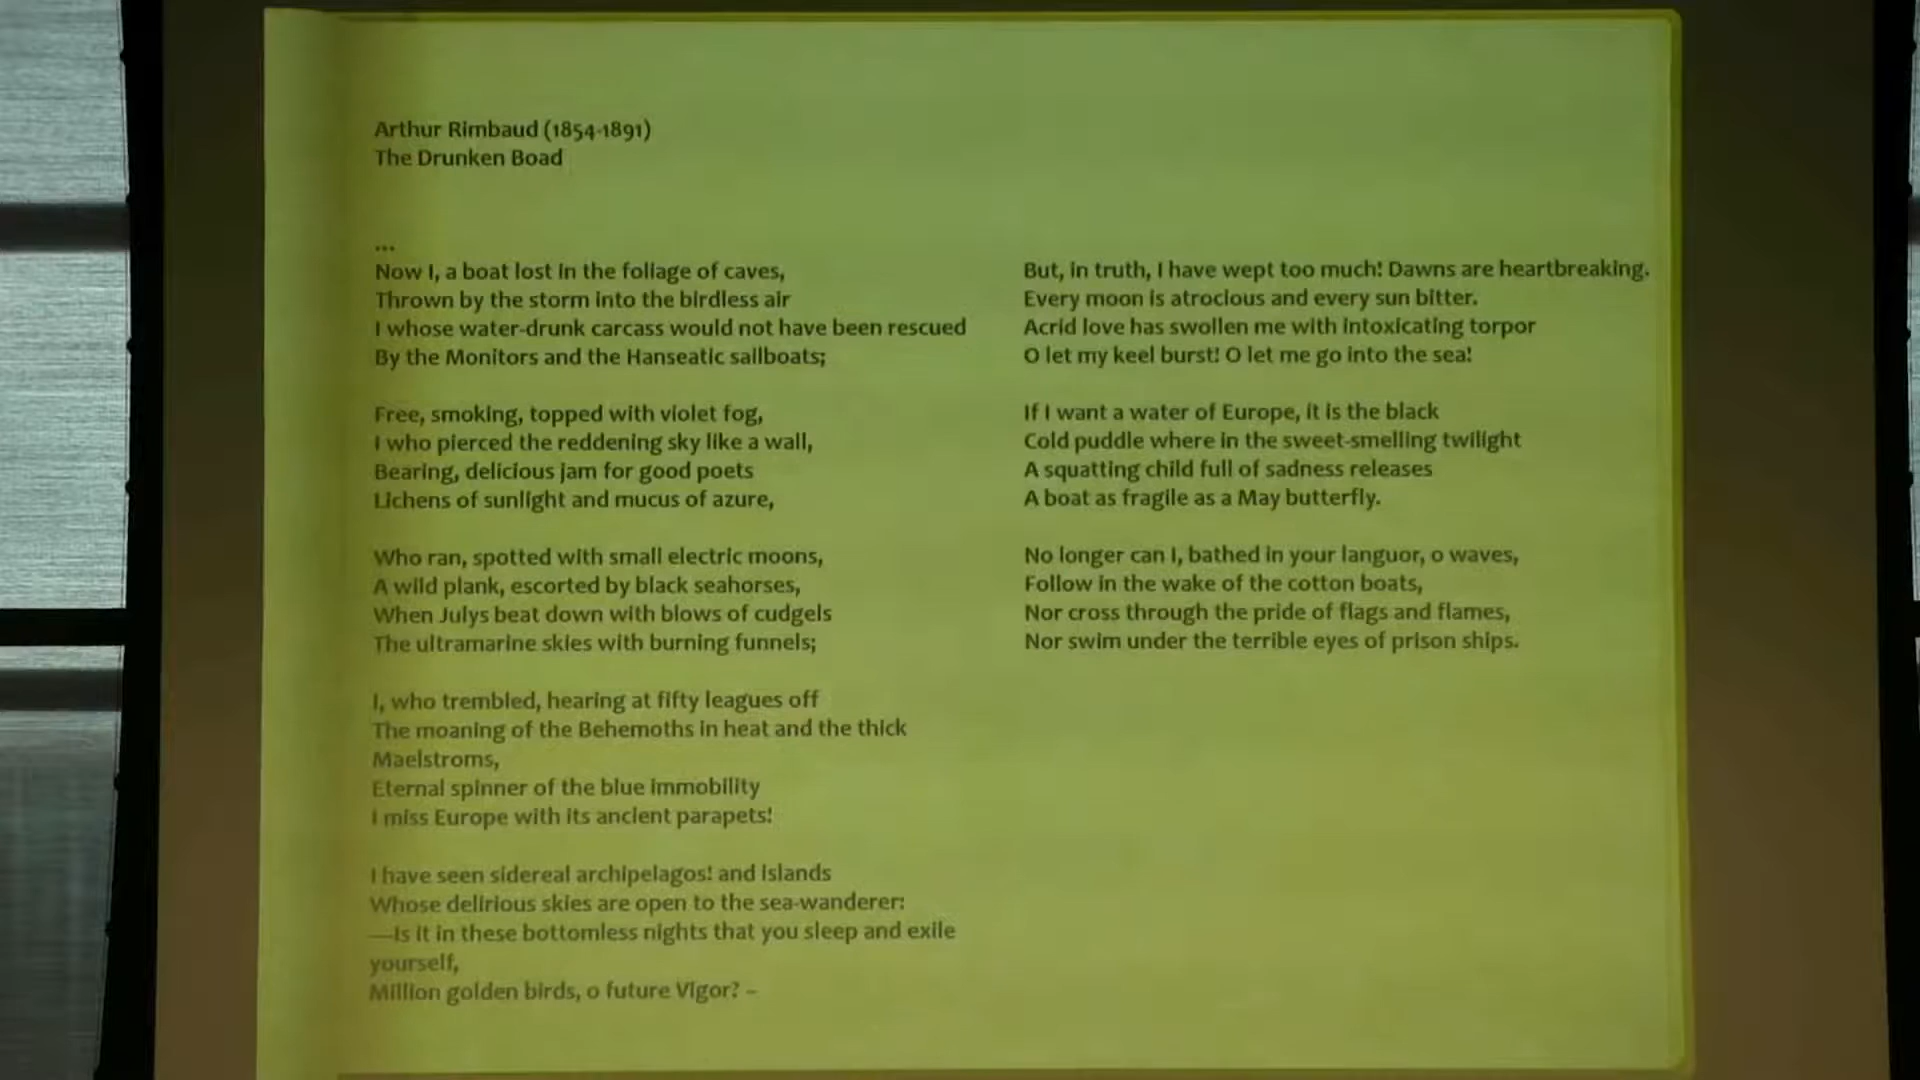 Arthur Rimbaud (1854-1891)
The Drunken Boad
...
Now I, a boat lost in the foliage of caves,
Thrown by the storm into the birdless air
I whose water-drunk carcass would not have been rescued
By the Monitors and the Hanseatic sailboats;
Free, smoking, topped with violet fog,
I who pierced the reddening sky like a wall,
Bearing, delicious jam for good poets
Lichens of sunlight and mucus of azure,
Who ran, spotted with small electric moons,
A wild plank, escorted by black seahorses,
When Julys beat down with blows of cudgels
The ultramarine skies with burning funnels;
I, who trembled, hearing at fifty leagues off
The moaning of the Behemoths in heat and the thick
Maelstroms,
Eternal spinner of the blue immobility
I miss Europe with its ancient parapets!
I have seen sidereal archipelagos! and islands
Whose delirious skies are open to the sea-wanderer:
—Is it in these bottomless nights that you sleep and exile
yourself,
Million golden birds, o future Vigor? –
But, in truth, I have wept too much! Dawns are heartbreaking.
Every moon is atrocious and every sun bitter.
Acrid love has swollen me with intoxicating torpor
O let my keel burst! O let me go into the sea!
If I want a water of Europe, it is the black
Cold puddle where in the sweet-smelling twilight
A squatting child full of sadness releases
A boat as fragile as a May butterfly.
No longer can I, bathed in your languor, o waves,
Follow in the wake of the cotton boats,
Nor cross through the pride of flags and flames,
Nor swim under the terrible eyes of prison ships.